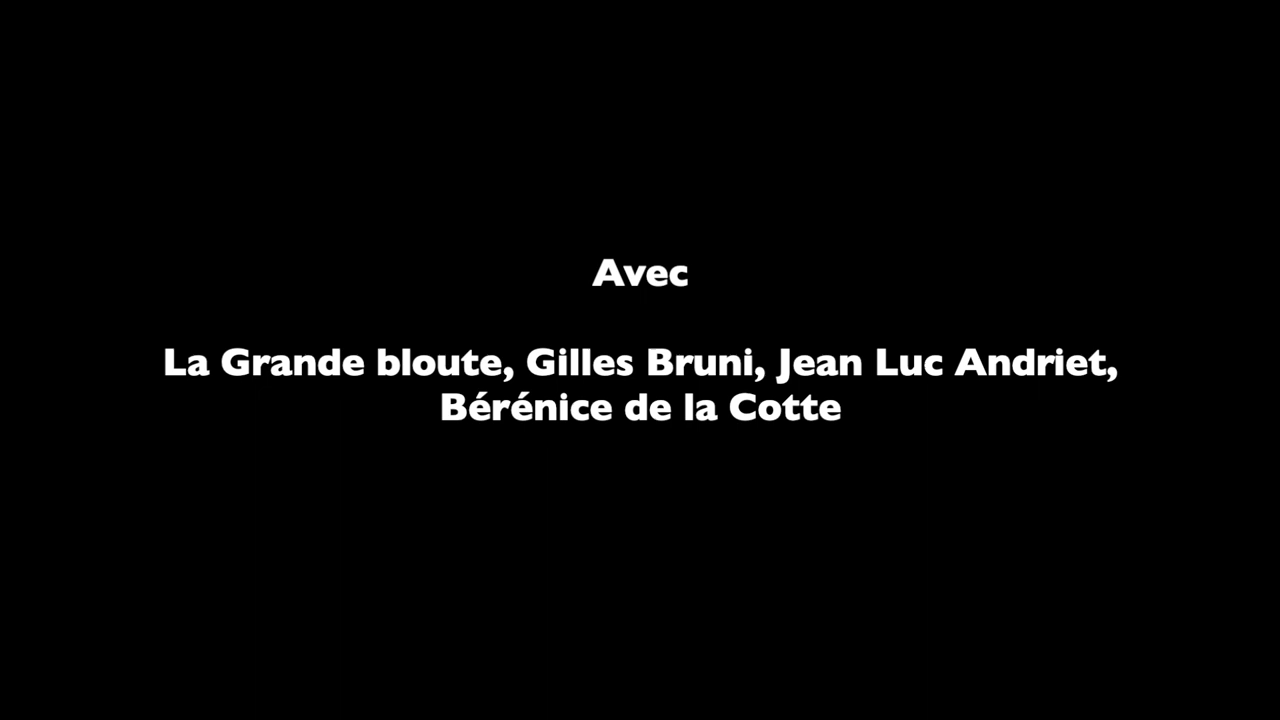 Avec
La Grande bloute, Gilles Bruni, Jean Luc Andriet,
Bérénice de la Cotte